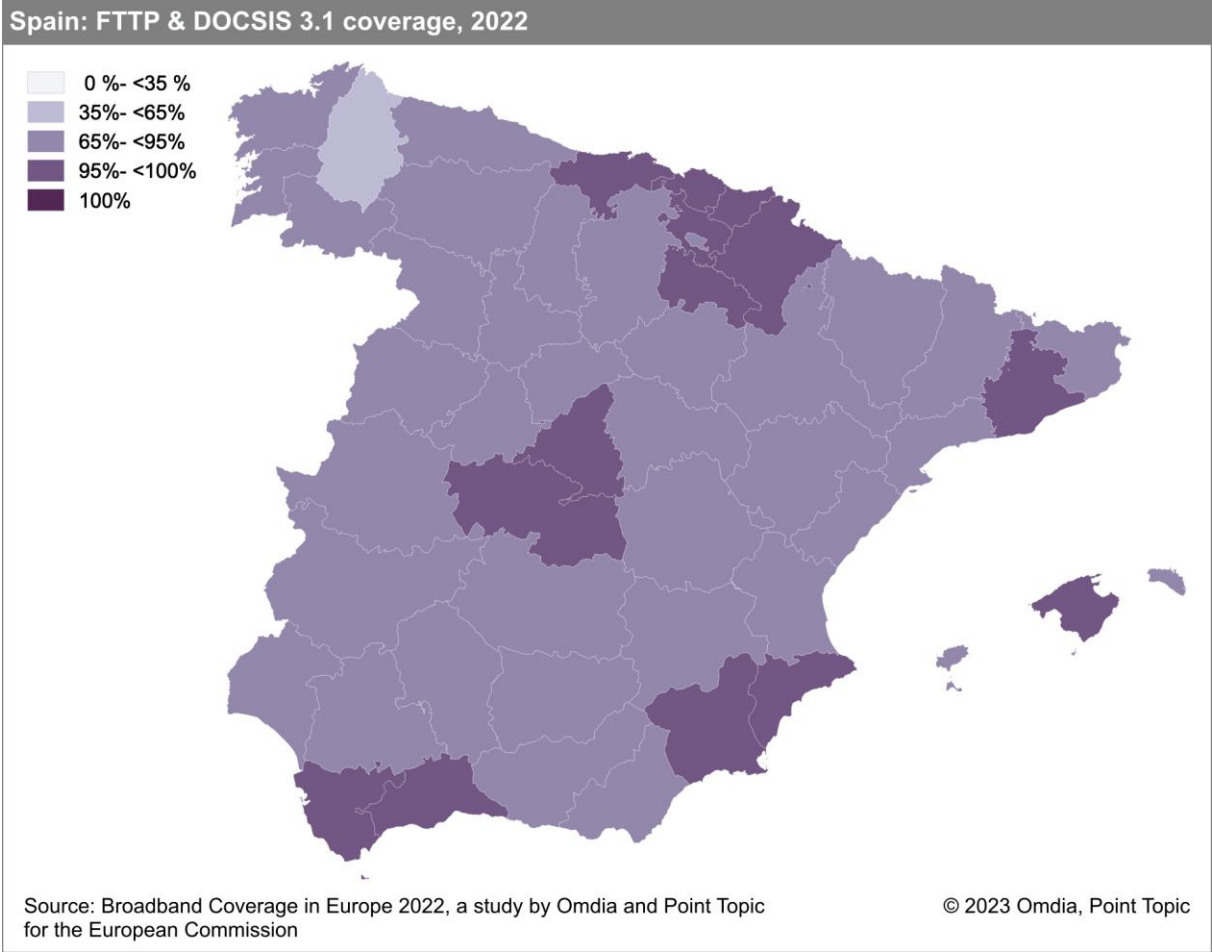 Spain: FTTP & DOCSIS 3.1 coverage, 2022
0 %- <35 %
35%- <65%
65%- <95%
95%- <100%
100%
Source: Broadband Coverage in Europe 2022, a study by Omdia and Point Topic
for the European Commission
© 2023 Omdia, Point Topic